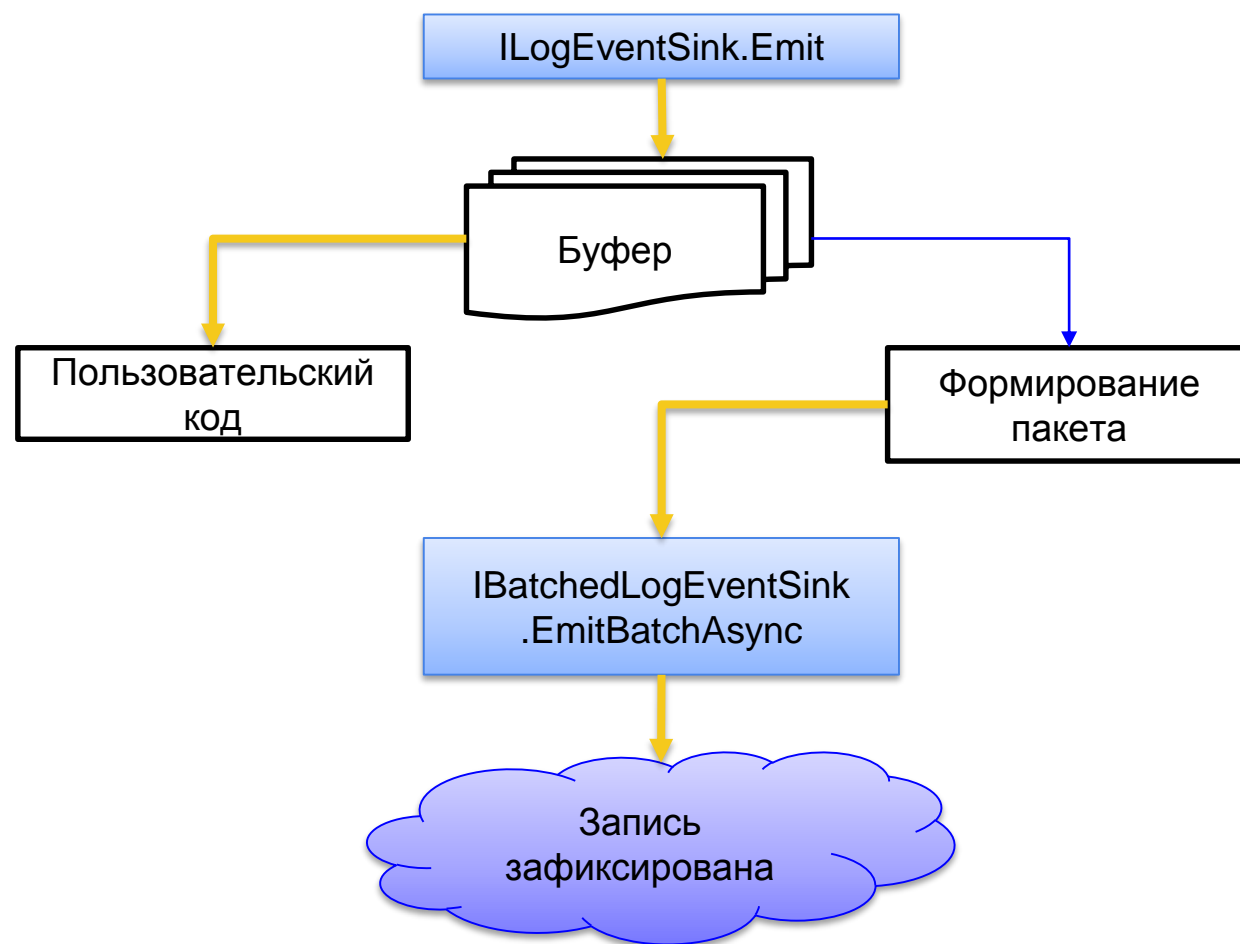 ILogEventSink.Emit
Буфер
Пользовательский
код
Формирование
пакета
IBatchedLogEventSink
.EmitBatchAsync
Запись
зафиксирована